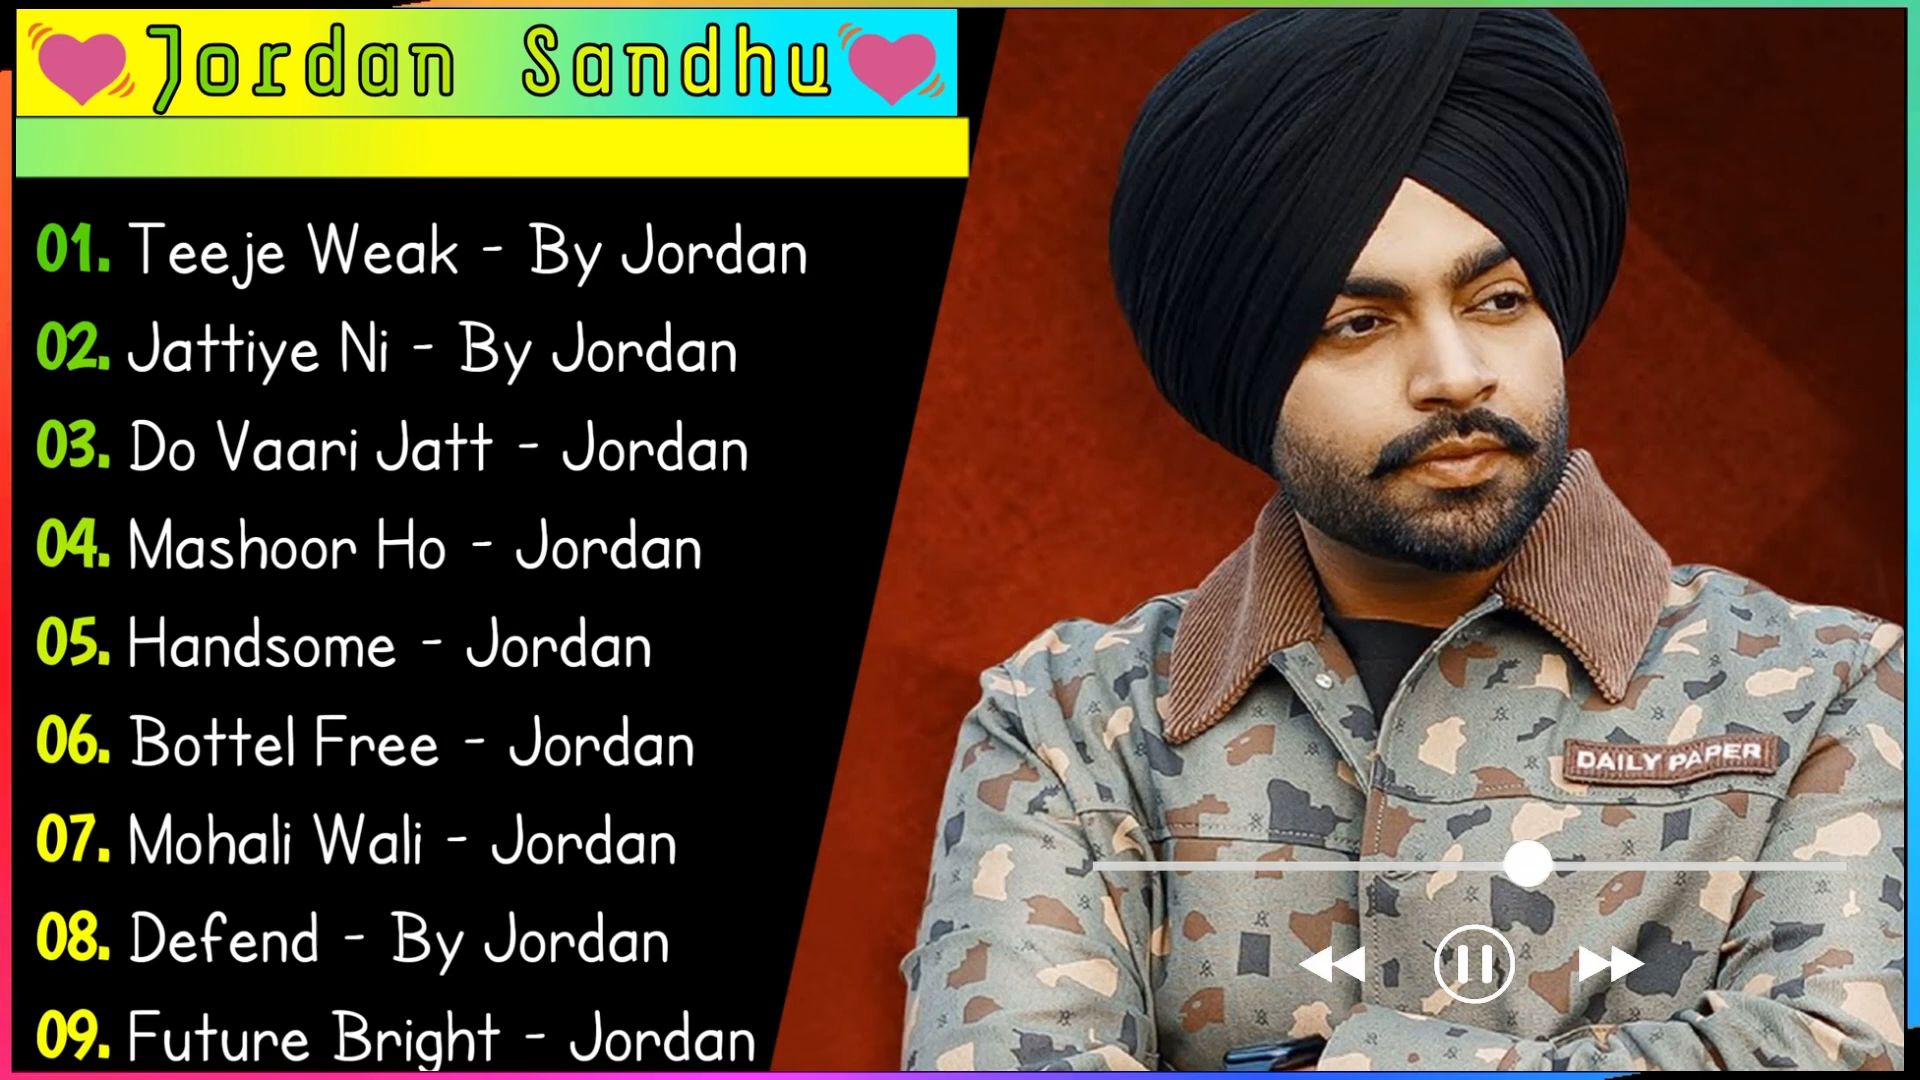 Jordan Sandhu
01. Teeje Weak - By Jordan
02. Jattiye Ni - By Jordan
03. Do Vaari Jatt - Jordan
04. Mashoor Ho - Jordan
05. Handsome - Jordan
06. Bottel Free - Jordan
07. Mohali Wali - Jordan
08. Defend - By Jordan
09. Future Bright - Jordan
DAILY PAPER